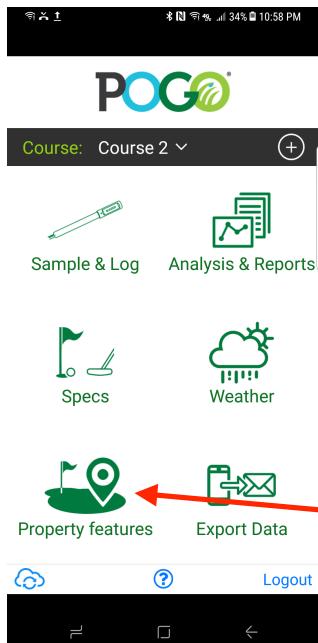 34% 10:58 PM
POGO
Course: Course 2
Sample & Log Analysis & Reports
Specs Weather
Property features Export Data
Logout